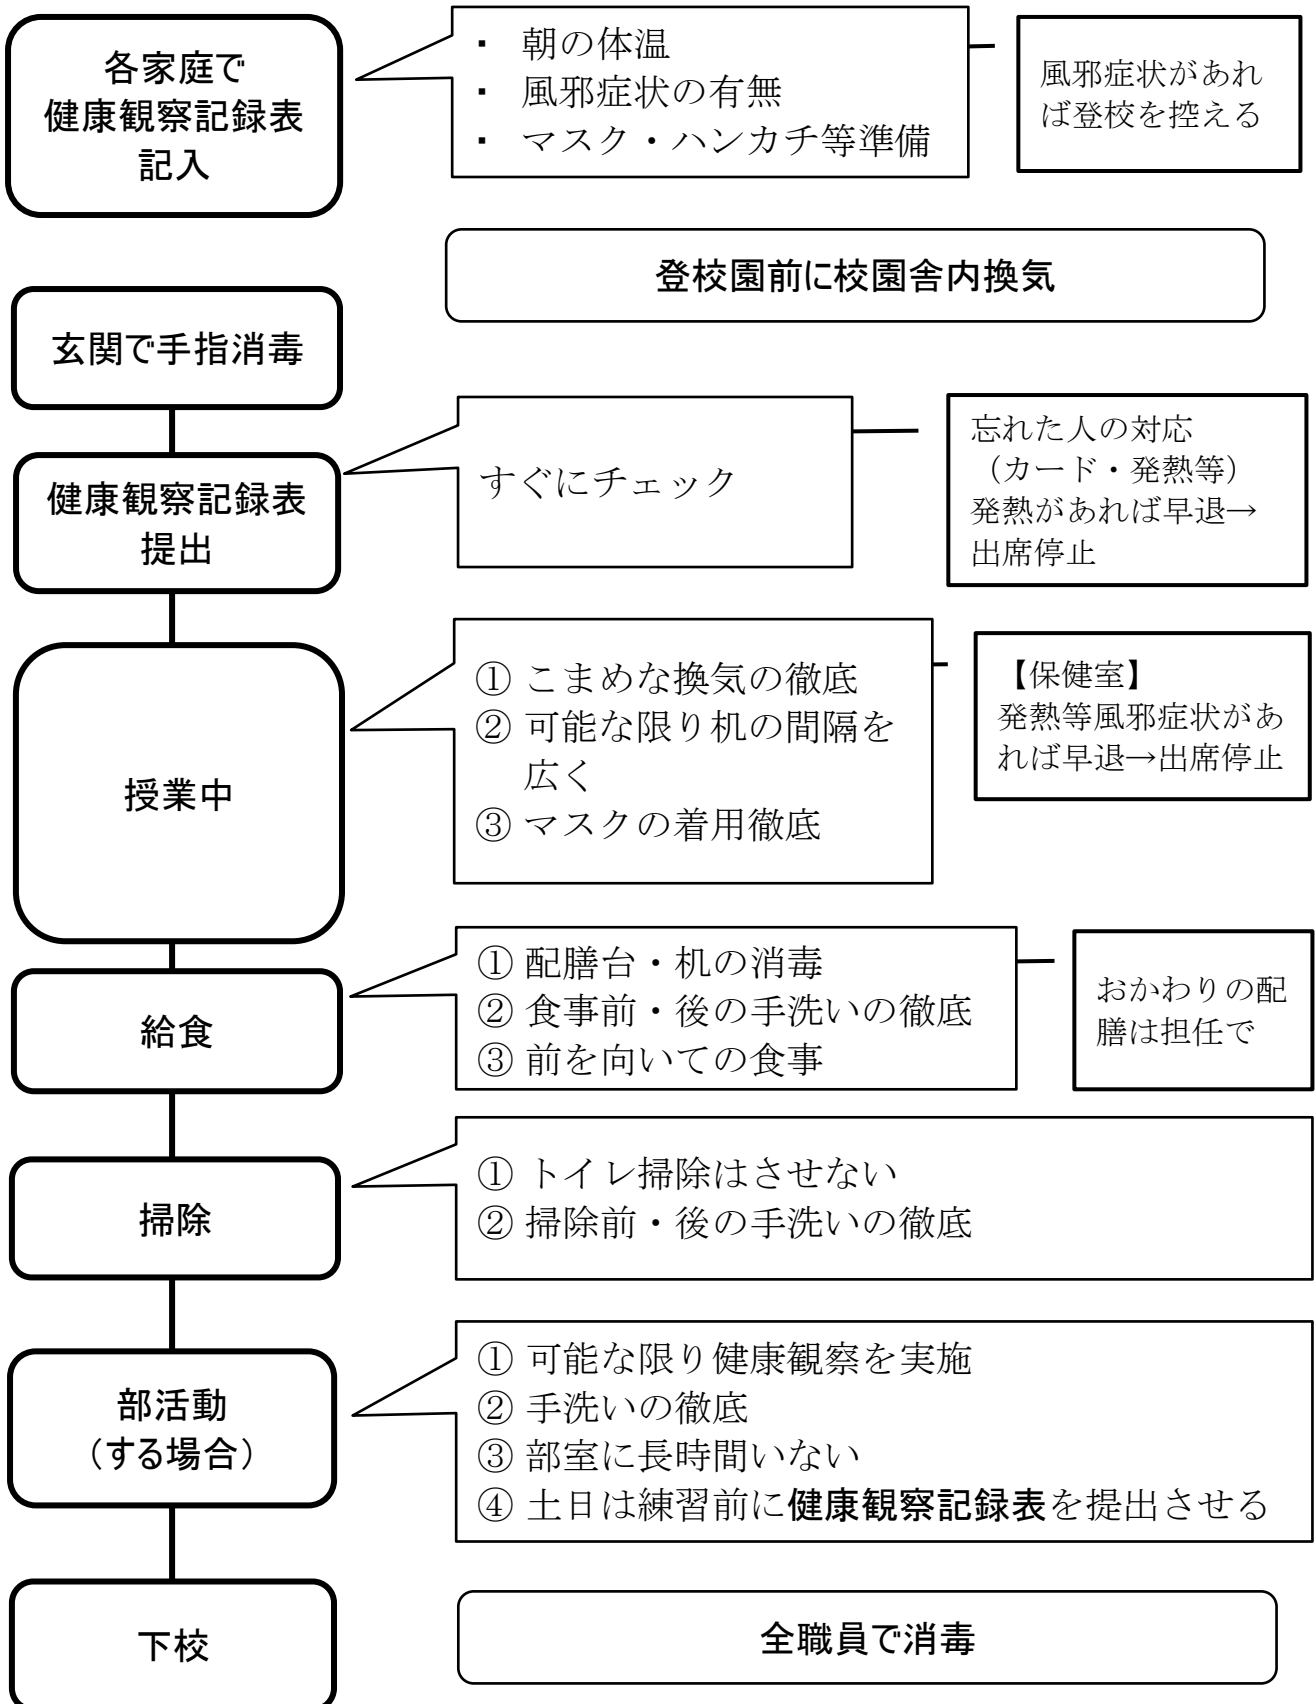 各家庭で
健康観察記録表
記入
・ 朝の体温
・ 風邪症状の有無
・ マスク・ハンカチ等準備
風邪症状があれ
ば登校を控える
登校園前に校園舎内換気
玄関で手指消毒
健康観察記録表
提出
すぐにチェック
忘れた人の対応
（カード・発熱等）
発熱があれば早退→
出席停止
授業中
① こまめな換気の徹底
② 可能な限り机の間隔を
広く
③ マスクの着用徹底
【保健室】
発熱等風邪症状があ
れば早退→出席停止
給食
① 配膳台・机の消毒
② 食事前・後の手洗いの徹底
③ 前を向いての食事
おかわりの配
膳は担任で
掃除
① トイレ掃除はさせない
② 掃除前・後の手洗いの徹底
部活動
（する場合）
① 可能な限り健康観察を実施
② 手洗いの徹底
③ 部室に長時間いない
④ 土日は練習前に健康観察記録表を提出させる
下校
全職員で消毒